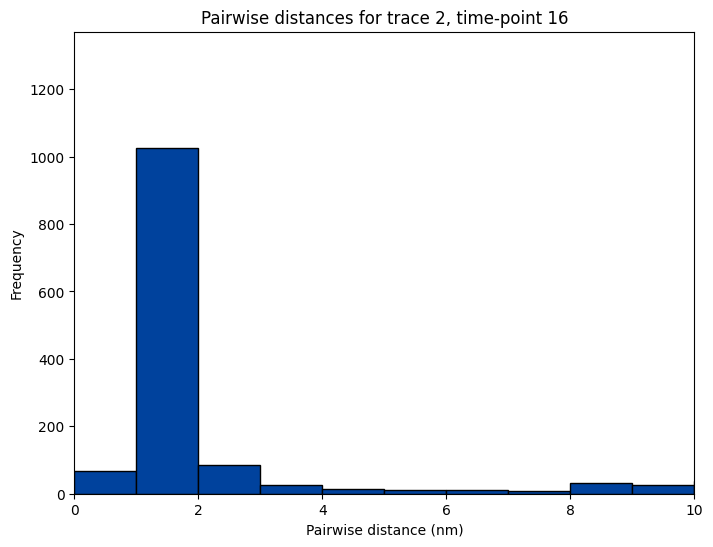 Pairwise distances for trace 2, time-point 16
1200
1000
800
600
400
200
0
Frequency
0 2 4 6 8 10
Pairwise distance (nm)